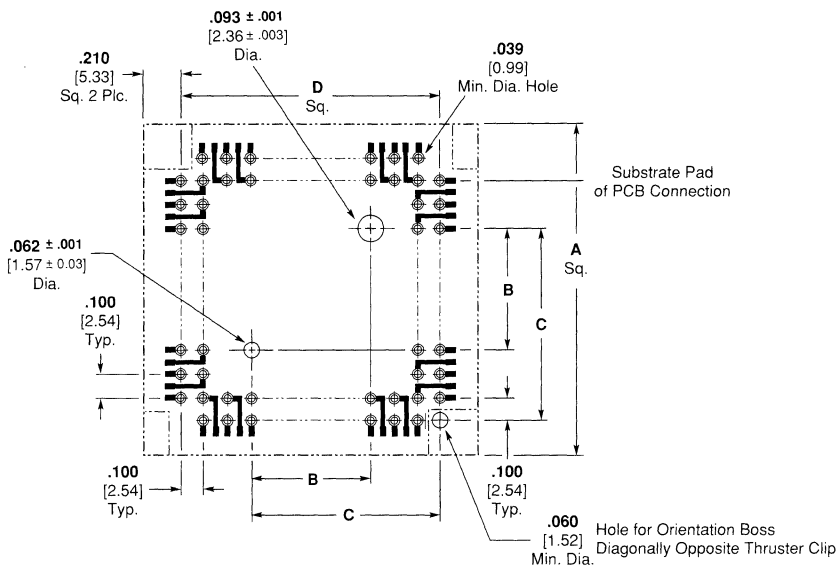 .093 ± .001
[2.36 ± .003]
Dia.
.210
[5.33]
Sq. 2 Plc.
D
Sq.
.039
[0.99]
Min. Dia. Hole
Substrate Pad
of PCB Connection
A
Sq.
.062 ± .001
[1.57 ± 0.03]
Dia.
.100
[2.54]
Typ.
B
C
.100
[2.54]
Typ.
B
C
.100
[2.54]
Typ.
.060
[1.52]
Min. Dia.
Hole for Orientation Boss
Diagonally Opposite Thruster Clip